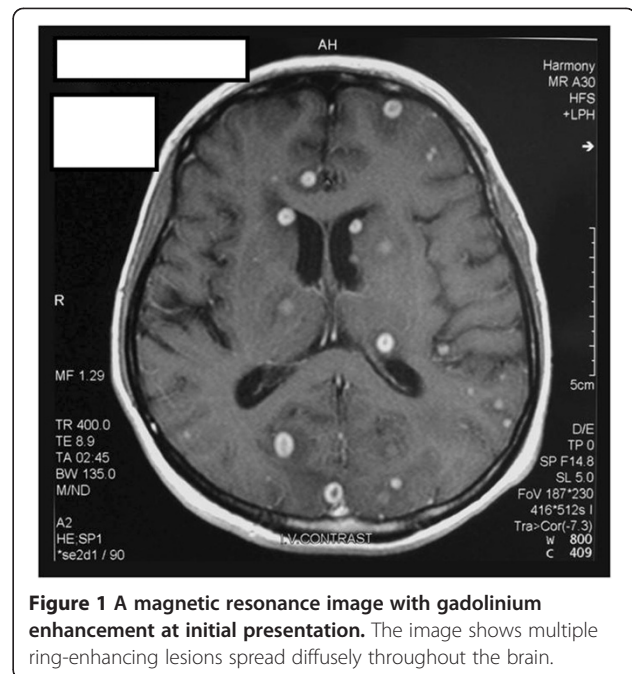 AH
Harmony
MR A30
HFS
+LPH
R
MF 1.29
5cm
TR 400.0
TE 8.9
TA 02:45
BW 135.0
M/ND
A2
HE;SP1
*se2d1 / 90
D/E
TP 0
SP F14.8
SL 5.0
FoV 187*230
416*512s I
Tra>Cor(-7.3)
W 800
C 409
I.V.CONTRAST
Figure 1 A magnetic resonance image with gadolinium
enhancement at initial presentation. The image shows multiple
ring-enhancing lesions spread diffusely throughout the brain.